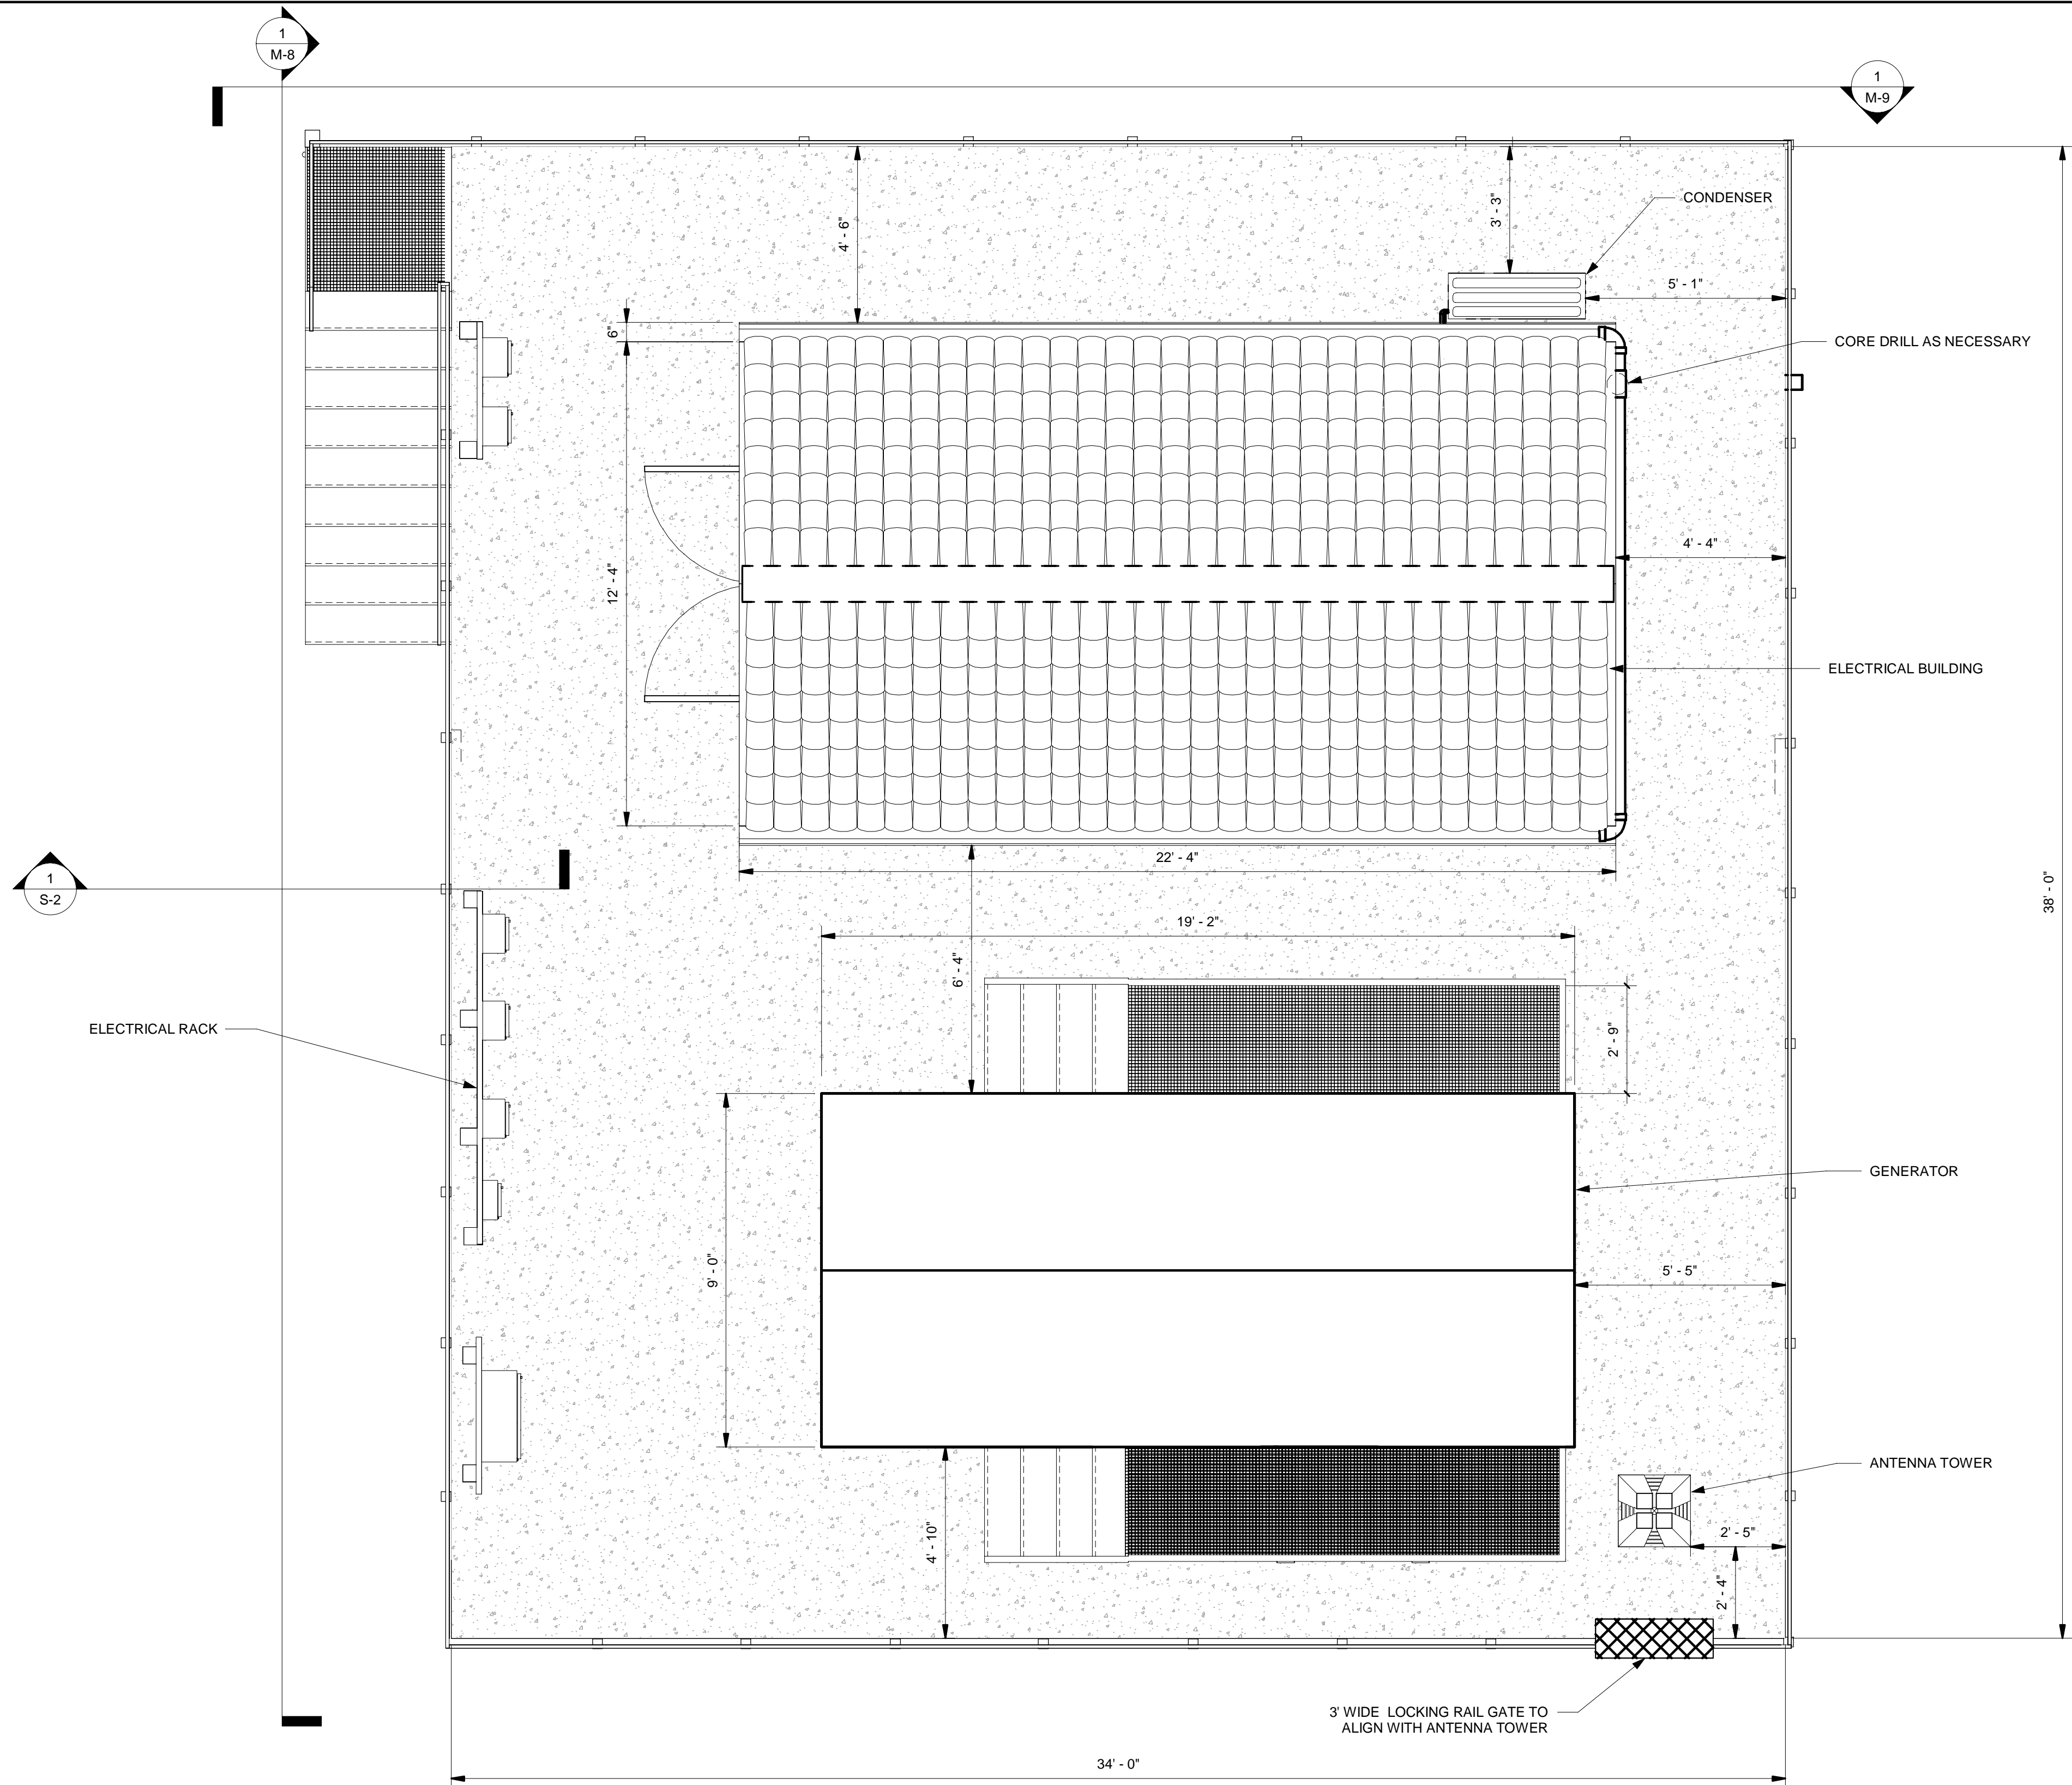 1
M-8
1
M-9
CONDENSER
3' - 3"
4' - 6"
5' - 1"
6"
CORE DRILL AS NECESSARY
4' - 4"
12' - 4"
ELECTRICAL BUILDING
22' - 4"
1
S-2
38' - 0"
19' - 2"
6' - 4"
ELECTRICAL RACK
2' - 9"
GENERATOR
9' - 0"
5' - 5"
ANTENNA TOWER
4' - 10"
2' - 5"
2' - 4"
3' WIDE LOCKING RAIL GATE TO
ALIGN WITH ANTENNA TOWER
34' - 0"